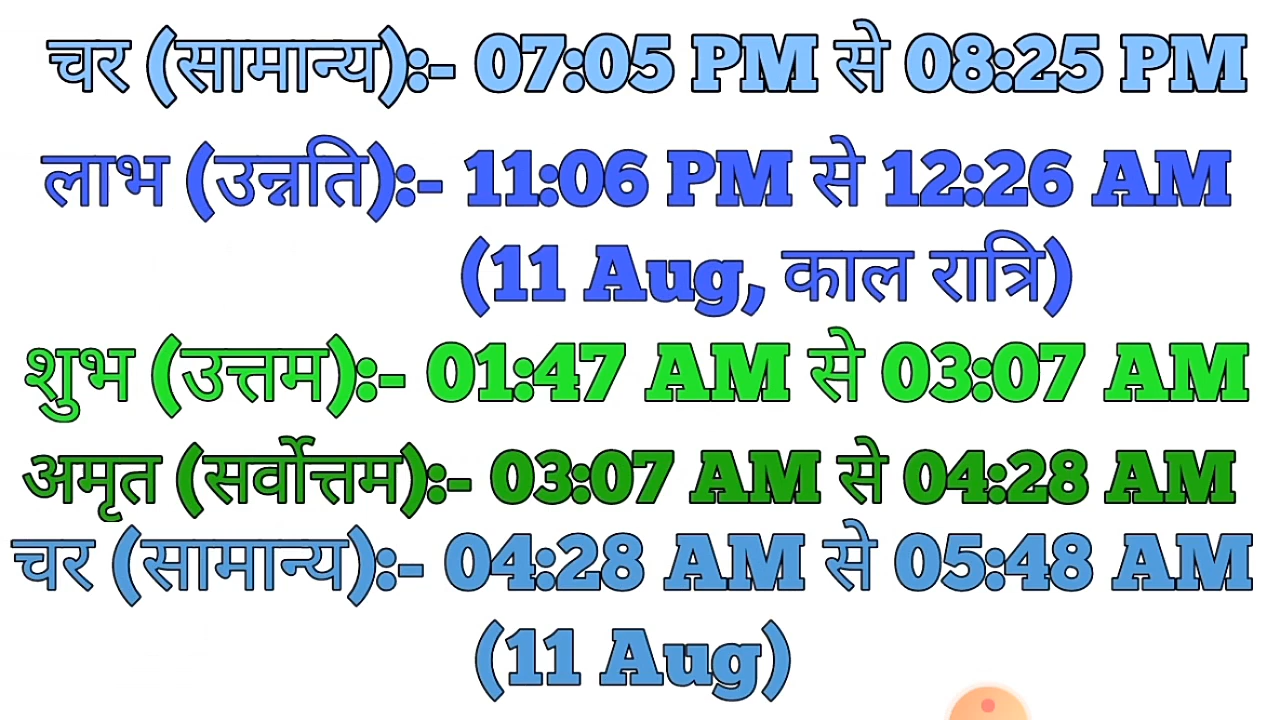 चर (सामान्य):- 07:05 PM से 08:25 PM
लाभ (उन्नति):- 11:06 PM से 12:26 AM
(11 Aug, काल रात्रि)
शुभ (उत्तम):- 01:47 AM से 03:07 AM
अमृत (सर्वोत्तम):- 03:07 AM से 04:28 AM
चर (सामान्य):- 04:28 AM से 05:48 AM
(11 Aug)